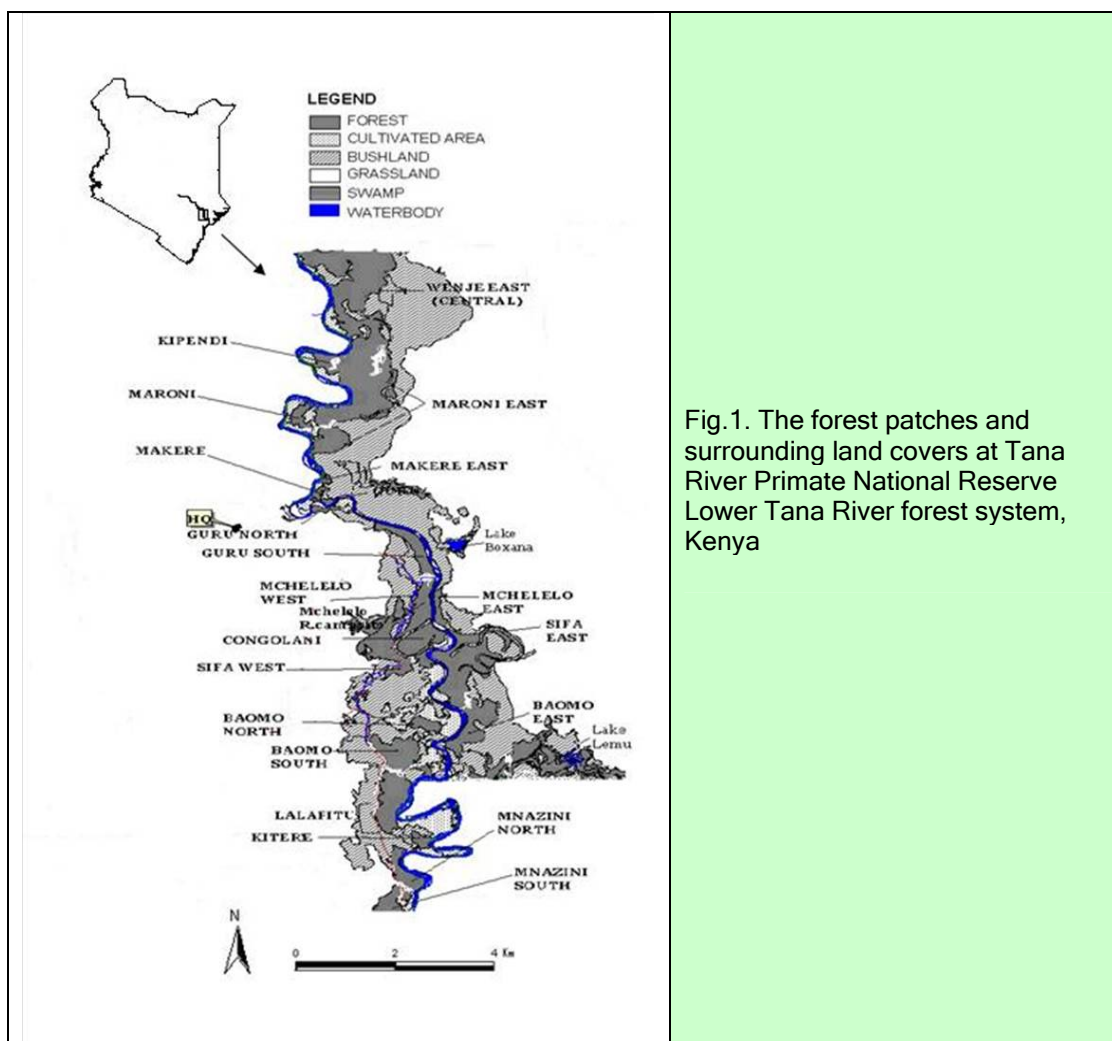 LEGEND
FOREST
CULTIVATED AREA
BUSHLAND
GRASSLAND
SWAMP
WATERBODY
WENJE EAST
(CENTRAL)
KIPENDI
MARONI
MARONI EAST
MAKERE
MAKERE EAST
HQ
GURU NORTH
GURU SOUTH
Lake
MCHELELO
WEST
MCHELELO
EAST
Mchelelo
SIFA
EAST
CONGOLANI
SIFA WEST
BAOMO
NORTH
BAOMO
EAST
Lake
Lemu
BAOMO
SOUTH
LALAFITU
MNAZINI
NORTH
KITERE
MNAZINI
SOUTH
N
0 2 4 Km
Fig.1. The forest patches and
surrounding land covers at Tana
River Primate National Reserve
Lower Tana River forest system,
Kenya